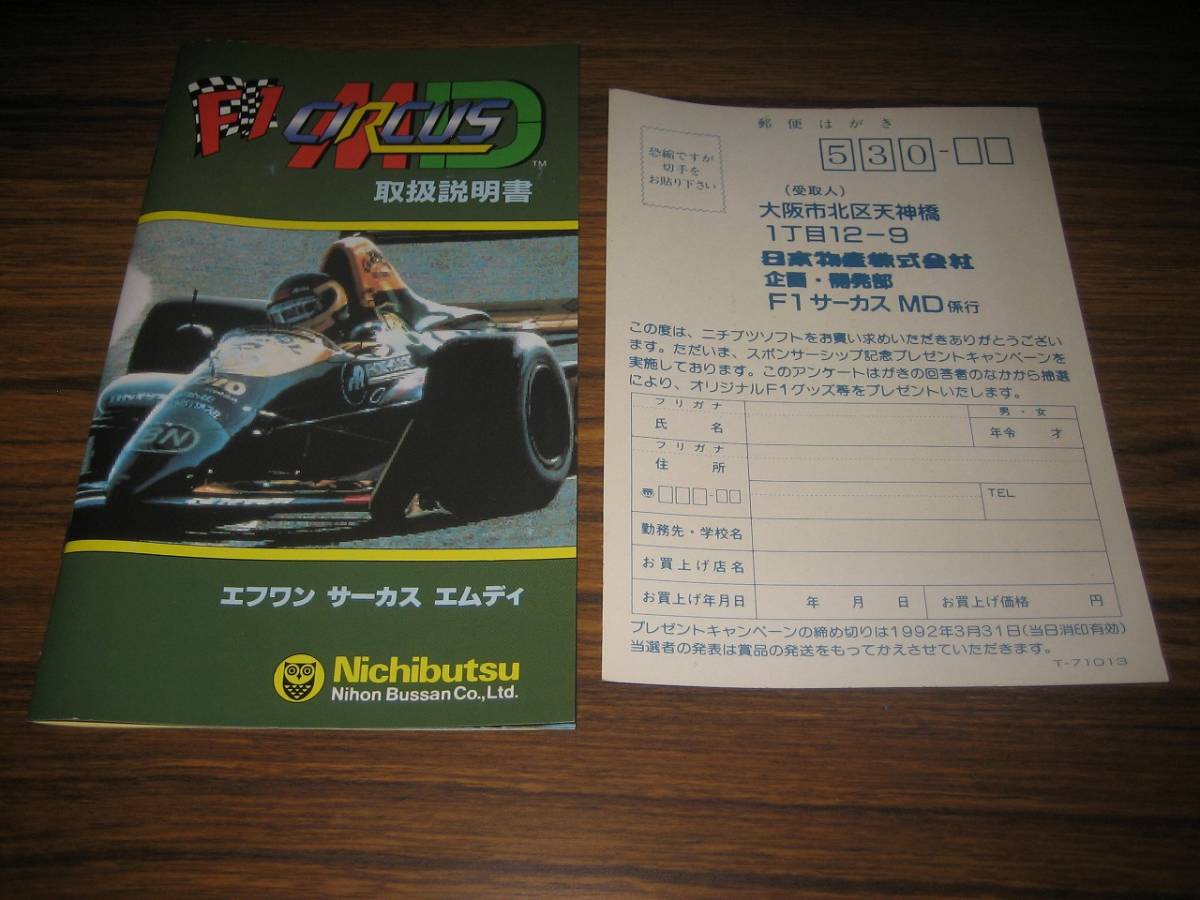 F1 CIRCUS MD TM
取扱説明書
BN
エフワン サーカス エムディ
Nichibutsu
Nihon Bussan Co.,Ltd.
郵便はがき
恐縮ですが
切手を
お貼り下さい
530-
(受取人)
大阪市北区天神橋
1丁目12-9
日本物産株式会社
企画・開発部
F1サーカス MD 係行
この度は、ニチブツソフトをお買い求めいただきありがとうござい
ます。ただいま、スポンサーシップ記念プレゼントキャンペーンを
実施しております。このアンケートはがきの回答者のなかから抽選
により、オリジナルF1グッズ等をプレゼントいたします。
フリガナ
氏 名
男・女
年令 才
フリガナ
住 所
TEL
勤務先・学校名
お買上げ店名
お買上げ年月日 年 月 日 お買上げ価格 円
プレゼントキャンペーンの締め切りは1992年3月31日(当日消印有効)
当選者の発表は賞品の発送をもってかえさせていただきます。
T-71013